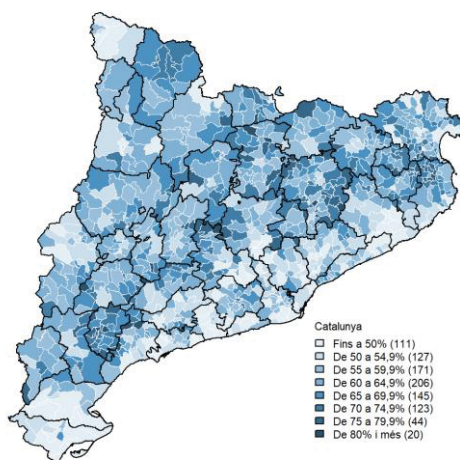 Catalunya
Fins a 50% (111)
De 50 a 54,9% (127)
De 55 a 59,9% (171)
De 60 a 64,9% (206)
De 65 a 69,9% (145)
De 70 a 74,9% (123)
De 75 a 79,9% (44)
De 80% i més (20)